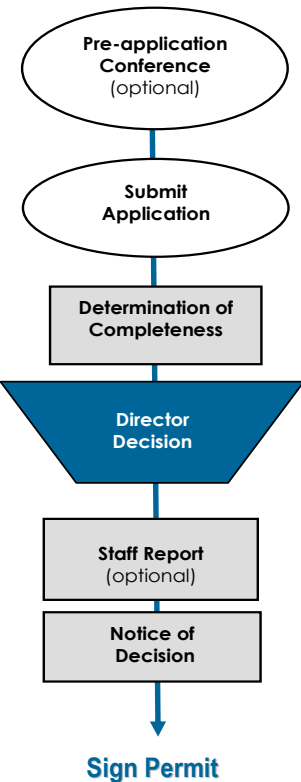 Pre-application
Conference
(optional)
Submit
Application
Determination of
Completeness
Director
Decision
Staff Report
(optional)
Notice of
Decision
Sign Permit